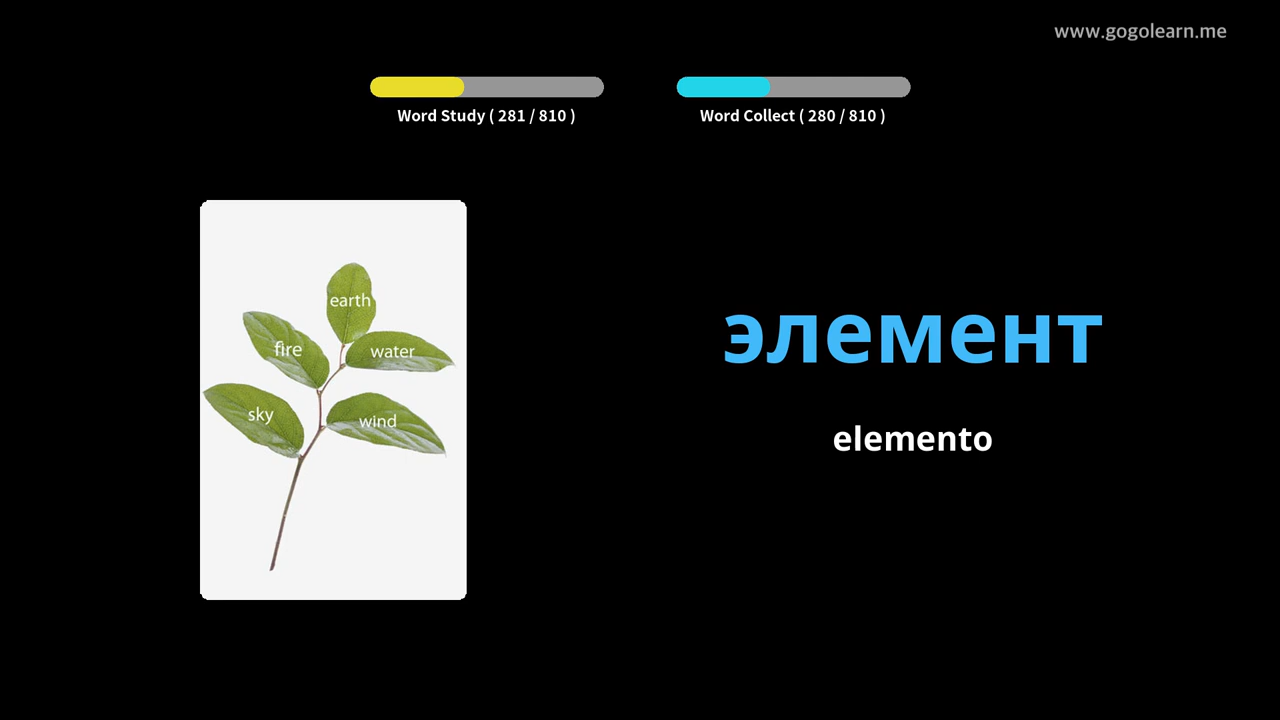 www.gogolearn.me
Word Study ( 281 / 810 )
Word Collect ( 280 / 810 )
earth
fire
water
sky
wind
элемент
elemento